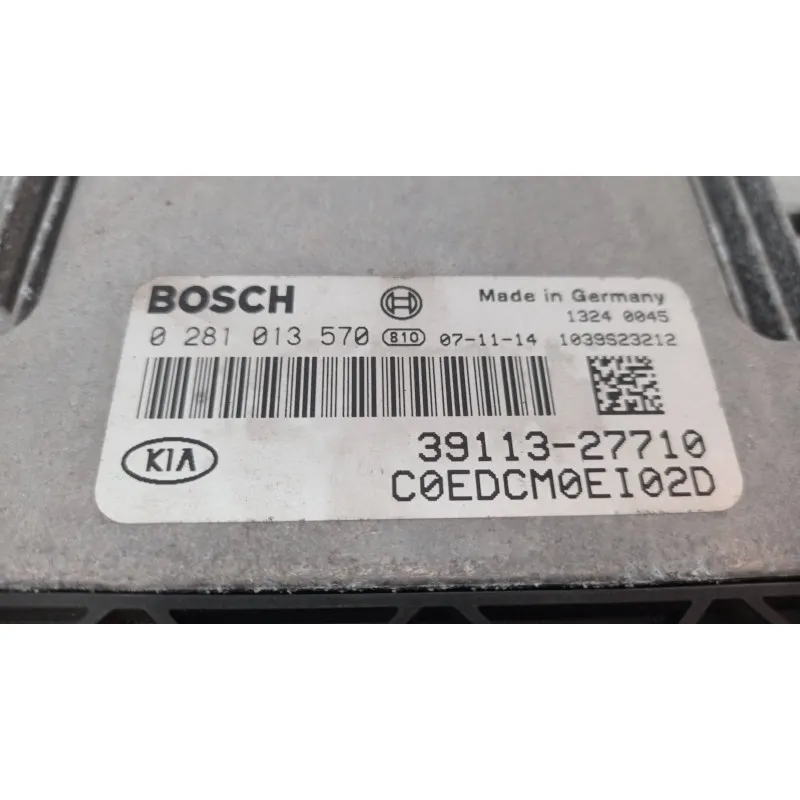 BOSCH
Made in Germany
1324 0045
0 281 013 570 810 07-11-14 1039S23212
KIA
39113-27710
C0EDCM0EI02D